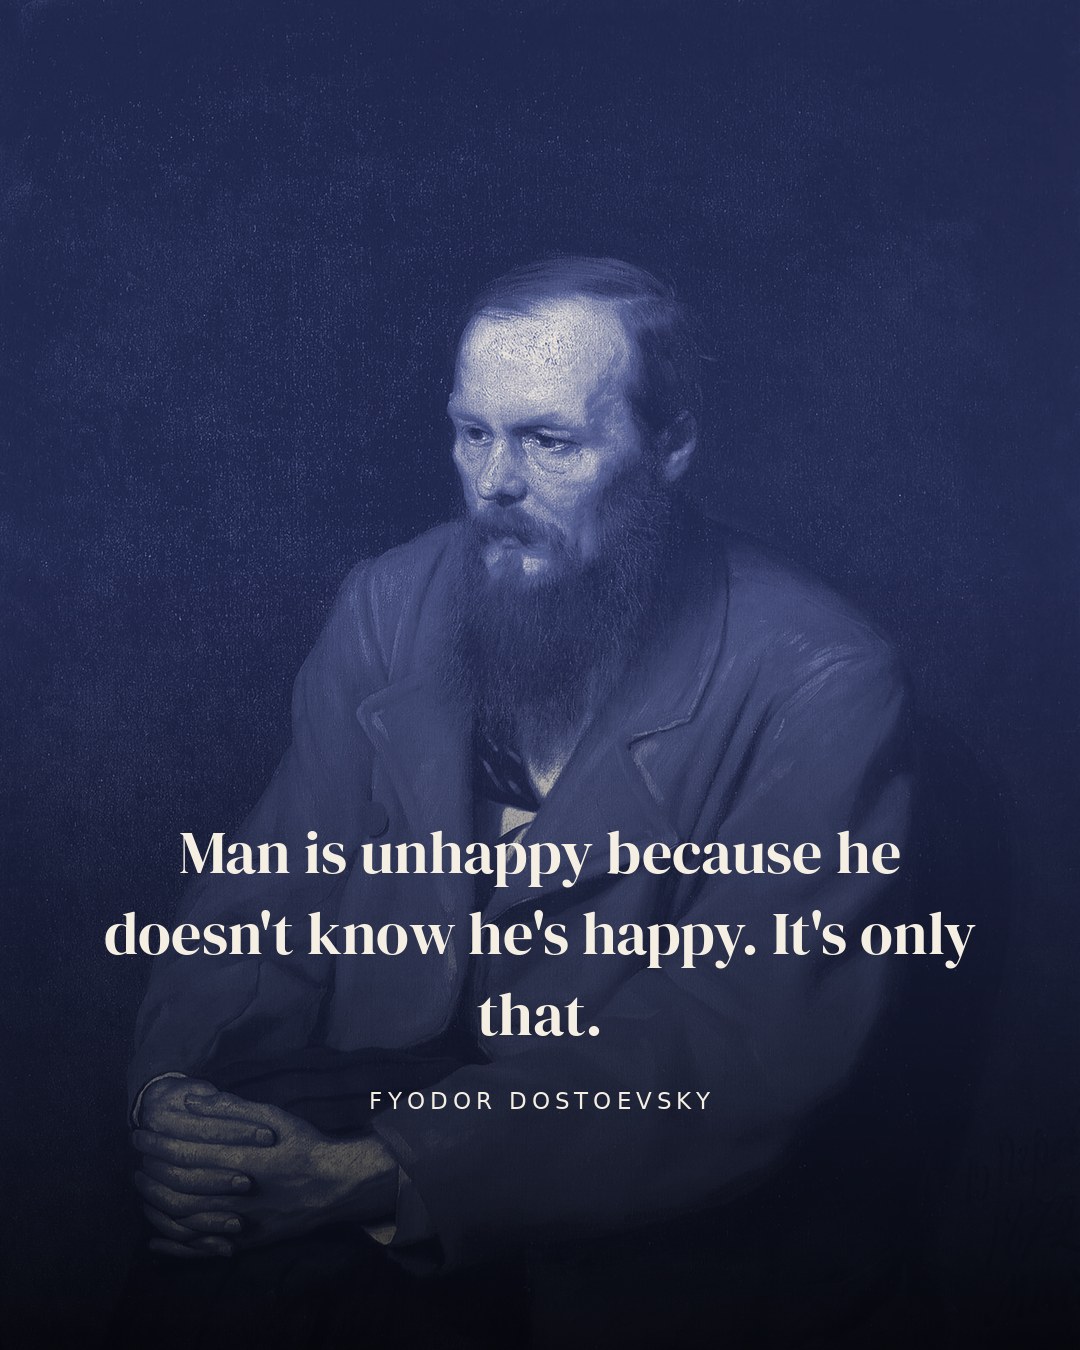 Man is unhappy because he
doesn't know he's happy. It's only
that.
FYODOR DOSTOEVSKY